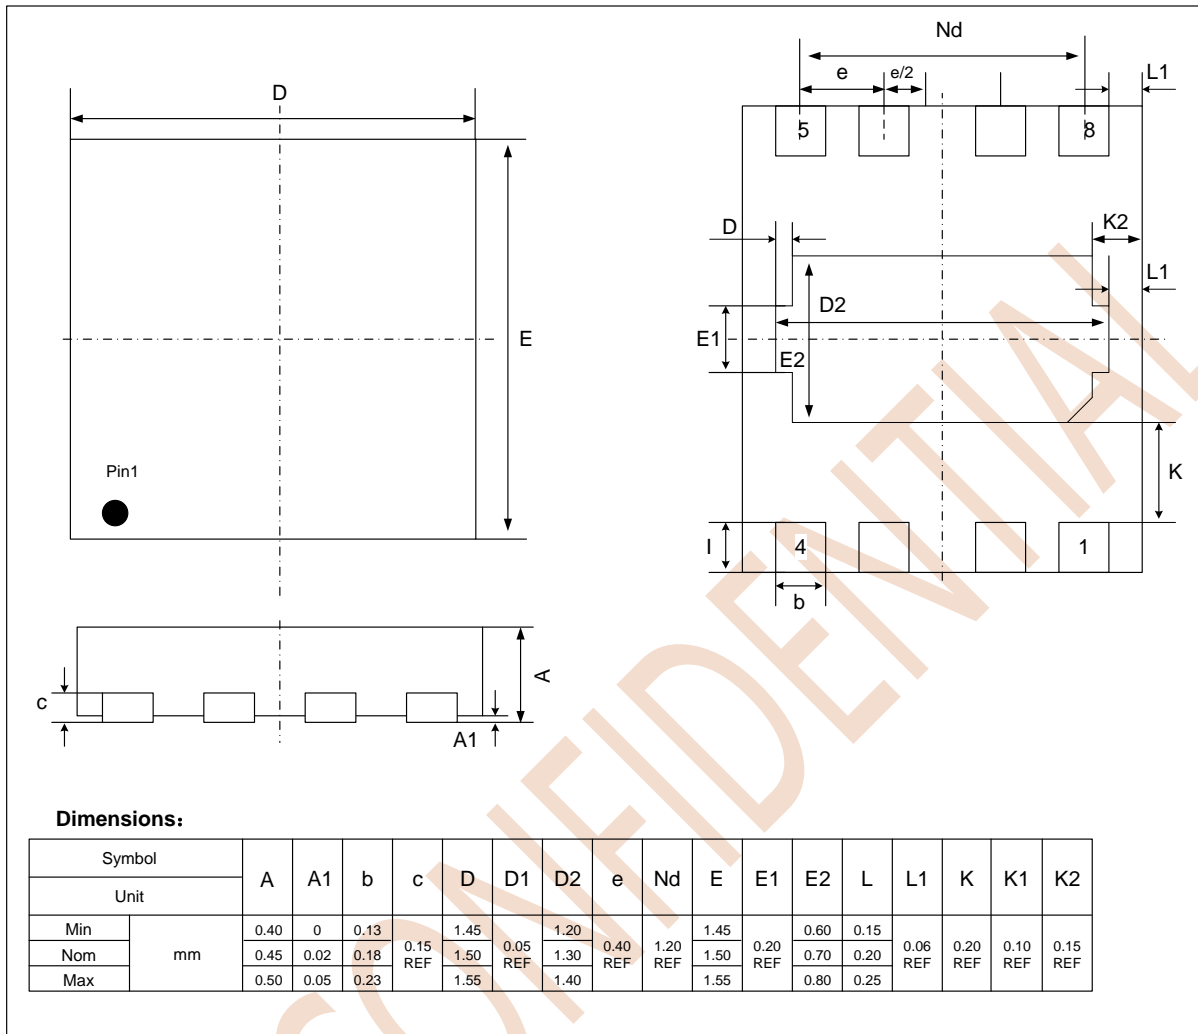 D
E
Pin1
A
c
A1
Nd
e
e/2
L1
5
8
D
K2
L1
D2
E1
E2
K
l
4
1
b
CONFIDENTIAL
Dimensions：
Symbol A A1 b c D D1 D2 e Nd E E1 E2 L L1 K K1 K2
Unit
Min 0.40 0 0.13 1.45 1.20 1.45 0.60 0.15
Nom mm 0.45 0.02 0.18 0.15 REF 1.50 0.05 REF 1.30 0.40 REF 1.20 REF 1.50 0.20 REF 0.70 0.20 0.06 REF 0.20 REF 0.10 REF 0.15 REF
Max 0.50 0.05 0.23 1.55 1.40 1.55 0.80 0.25